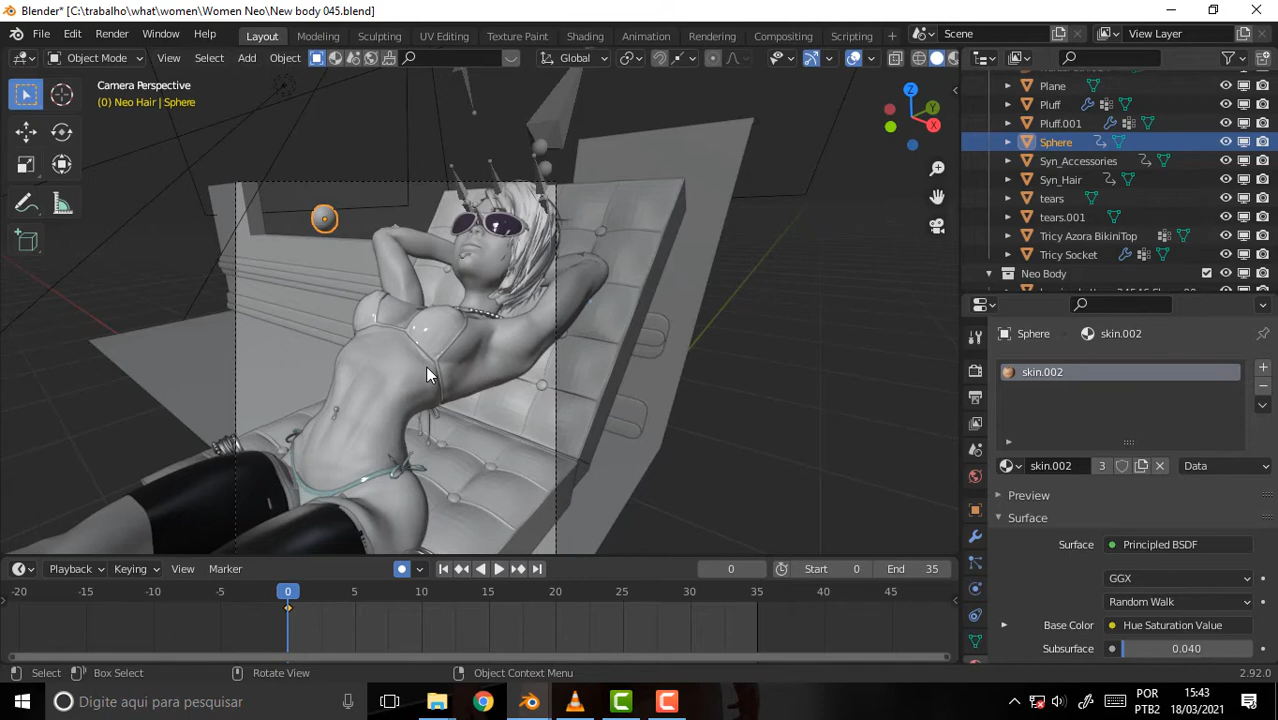 Blender* [C:\trabalho\what\women\Women Neo\New body 045.blend]
File Edit Render Window Help Layout Modeling Sculpting UV Editing Texture Paint Shading Animation Rendering Compositing Scripting Scene View Layer
Object Mode View Select Add Object Global
Camera Perspective
(0) Neo Hair | Sphere
X
Y
Z
Plane
Pluff
Pluff.001
Sphere
Syn_Accessories
Syn_Hair
tears
tears.001
Tricy Azora BikiniTop
Tricy Socket
Neo Body
Sphere skin.002
skin.002
skin.002 3 Data
Preview
Surface
Surface Principled BSDF
GGX
Random Walk
Base Color Hue Saturation Value
Subsurface 0.040
Playback Keying View Marker 0 Start 0 End 35
-20 -15 -10 -5 0 5 10 15 20 25 30 35 40 45
Select Box Select Rotate View Object Context Menu 2.92.0
Digite aqui para pesquisar
POR
PTB2
15:43
18/03/2021